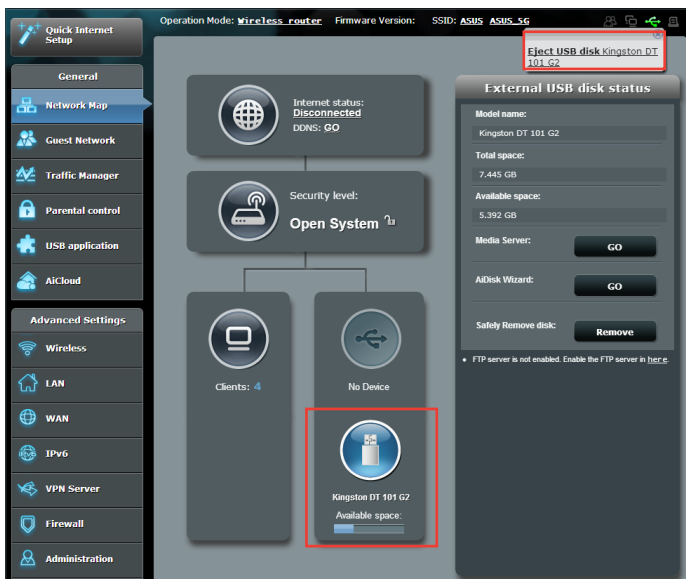 Quick Internet
Setup
Operation Mode: Wireless router Firmware Version: SSID: ASUS ASUS_5G
Eject USB disk Kingston DT
101 G2
General
Network Map
Guest Network
Traffic Manager
Parental control
USB application
AiCloud
Advanced Settings
Wireless
LAN
WAN
IPv6
VPN Server
Firewall
Administration
Internet status:
Disconnected
DDNS: GO
Security level:
Open System
Clients: 4
No Device
Kingston DT 101 G2
Available space:
External USB disk status
Model name:
Kingston DT 101 G2
Total space:
7.445 GB
Available space:
5.392 GB
Media Server: GO
AiDisk Wizard: GO
Safely Remove disk: Remove
• FTP server is not enabled. Enable the FTP server in here.